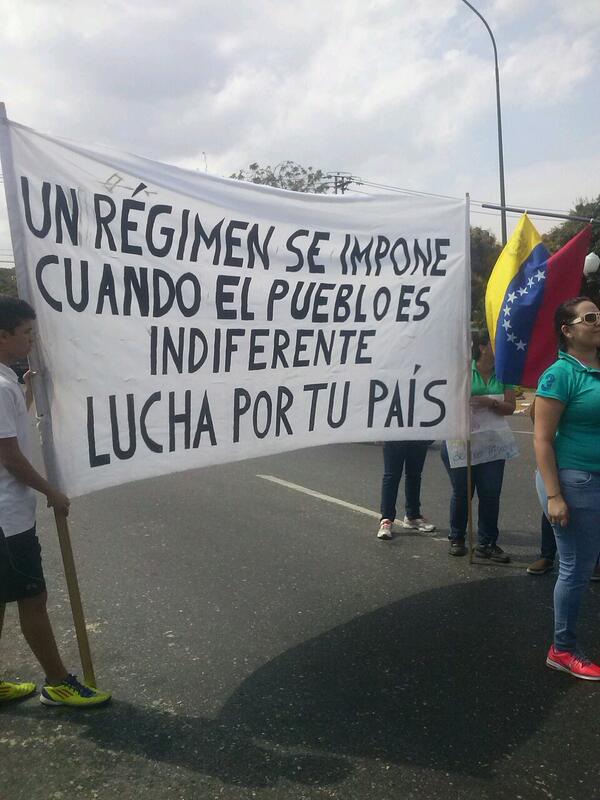 UN RÉGIMEN SE IMPONE
CUANDO EL PUEBLO ES
INDIFERENTE
LUCHA POR TU PAÍS